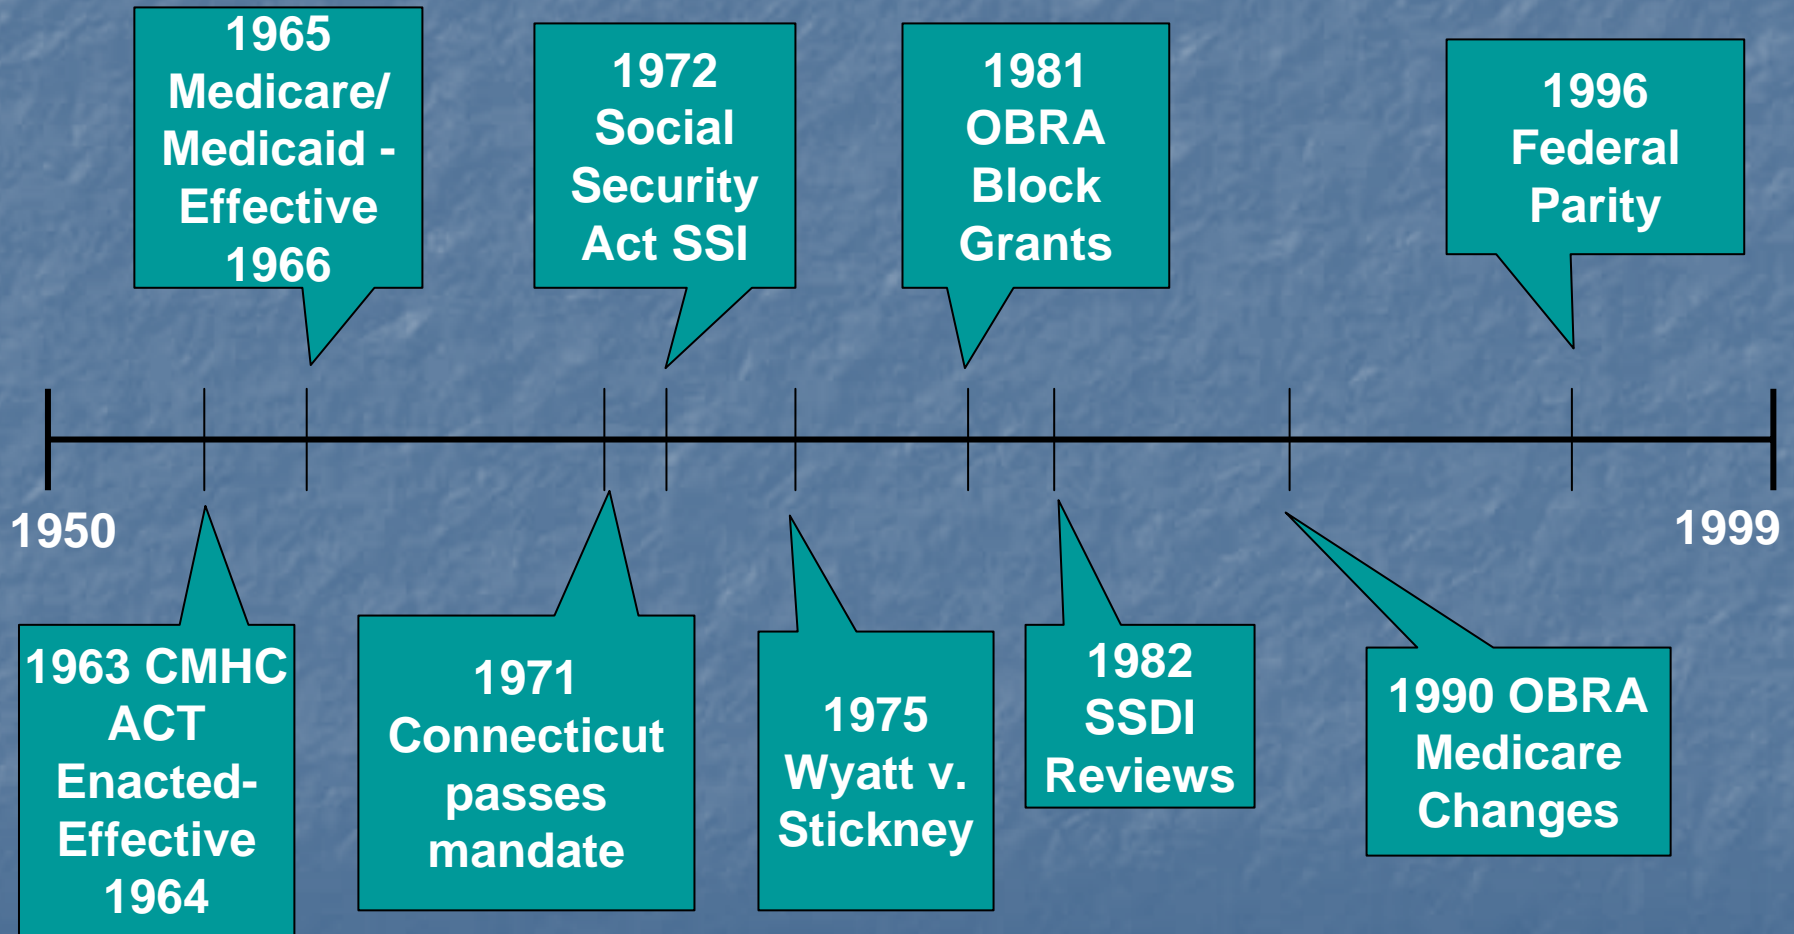 1965
Medicare/
Medicaid -
Effective
1966
1972
Social
Security
Act SSI
1981
OBRA
Block
Grants
1996
Federal
Parity
1950
1999
1963 CMHC
ACT
Enacted-
Effective
1964
1971
Connecticut
passes
mandate
1975
Wyatt v.
Stickney
1982
SSDI
Reviews
1990 OBRA
Medicare
Changes